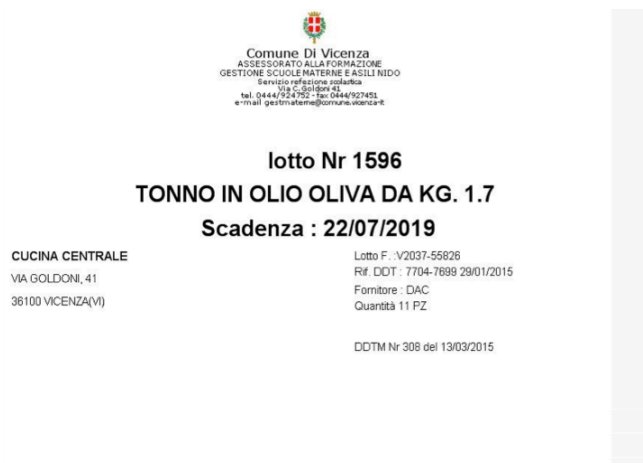 Comune Di Vicenza
ASSESSORATO ALLA FORMAZIONE
GESTIONE SCUOLE MATERNE E ASILI NIDO
Servizio refezione scolastica
Via C. Goldoni 41
tel. 0444/924752 - fax 0444/927451
e-mail gestmaterne@comune.vicenza.it
lotto Nr 1596
TONNO IN OLIO OLIVA DA KG. 1.7
Scadenza : 22/07/2019
CUCINA CENTRALE
VIA GOLDONI, 41
36100 VICENZA(VI)
Lotto F. :V2037-55826
Rif. DDT : 7704-7699 29/01/2015
Fornitore : DAC
Quantità 11 PZ
DDTM Nr 308 del 13/03/2015